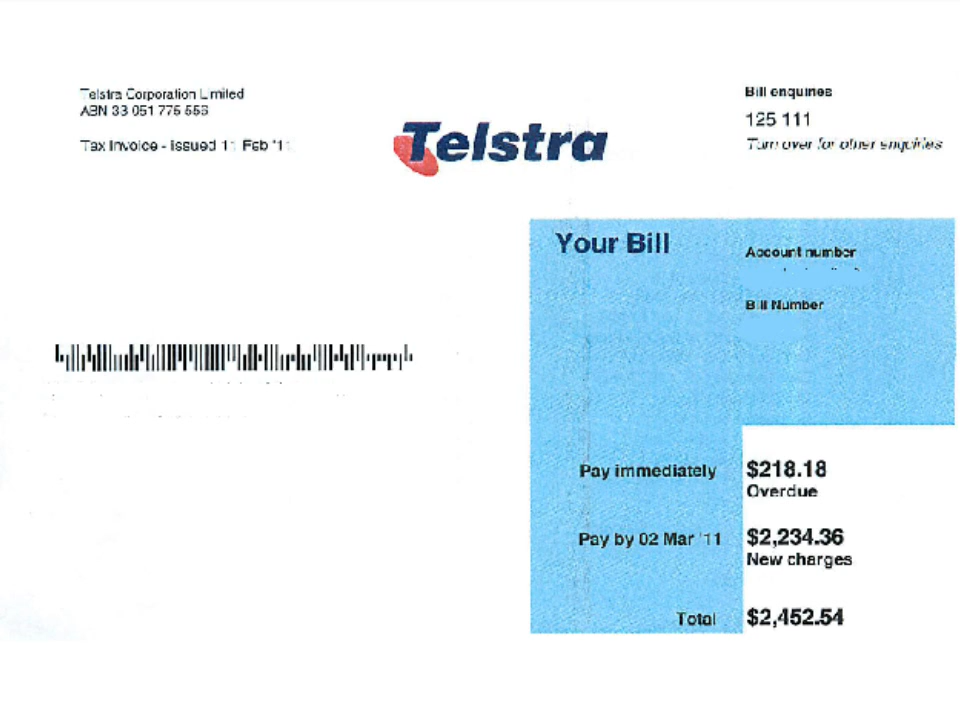 Telstra Corporation Limited
ABN 33 051 775 556
Tax Invoice - Issued 11 Feb '11
Telstra
Bill enquiries
125 111
Turn over for other enquiries
Your Bill
Account number
Bill Number
Pay immediately
$218.18
Overdue
Pay by 02 Mar '11
$2,234.36
New charges
Total
$2,452.54